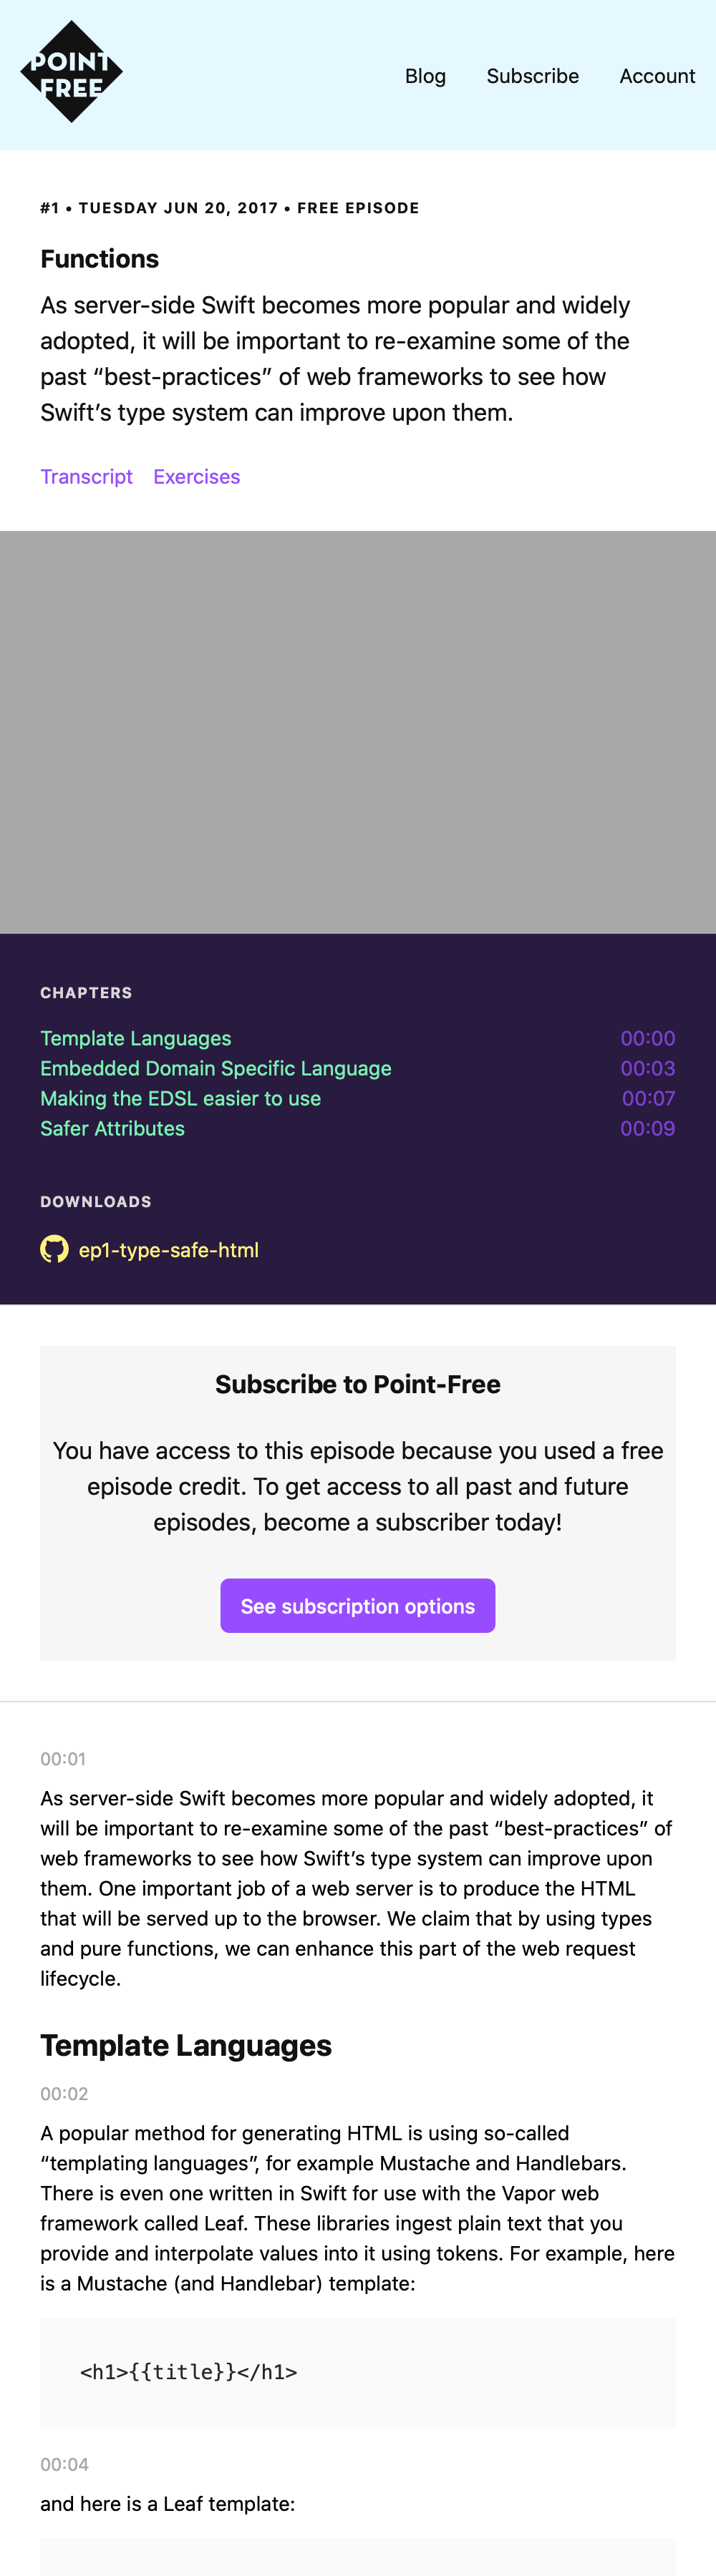 POINT
FREE
Blog Subscribe Account
#1 • TUESDAY JUN 20, 2017 • FREE EPISODE
Functions
As server-side Swift becomes more popular and widely
adopted, it will be important to re-examine some of the
past “best-practices” of web frameworks to see how
Swift’s type system can improve upon them.
Transcript Exercises
CHAPTERS
Template Languages 00:00
Embedded Domain Specific Language 00:03
Making the EDSL easier to use 00:07
Safer Attributes 00:09
DOWNLOADS
ep1-type-safe-html
Subscribe to Point-Free
You have access to this episode because you used a free
episode credit. To get access to all past and future
episodes, become a subscriber today!
See subscription options
00:01
As server-side Swift becomes more popular and widely adopted, it
will be important to re-examine some of the past “best-practices” of
web frameworks to see how Swift’s type system can improve upon
them. One important job of a web server is to produce the HTML
that will be served up to the browser. We claim that by using types
and pure functions, we can enhance this part of the web request
lifecycle.
Template Languages
00:02
A popular method for generating HTML is using so-called
“templating languages”, for example Mustache and Handlebars.
There is even one written in Swift for use with the Vapor web
framework called Leaf. These libraries ingest plain text that you
provide and interpolate values into it using tokens. For example, here
is a Mustache (and Handlebar) template:
<h1>{{title}}</h1>
00:04
and here is a Leaf template: